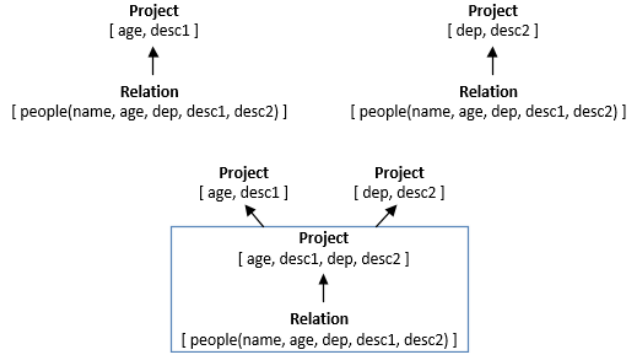 Project
[ age, desc1 ]
Relation
[ people(name, age, dep, desc1, desc2) ]
Project
[ dep, desc2 ]
Relation
[ people(name, age, dep, desc1, desc2) ]
Project
[ age, desc1 ]
Project
[ dep, desc2 ]
Project
[ age, desc1, dep, desc2 ]
Relation
[ people(name, age, dep, desc1, desc2) ]